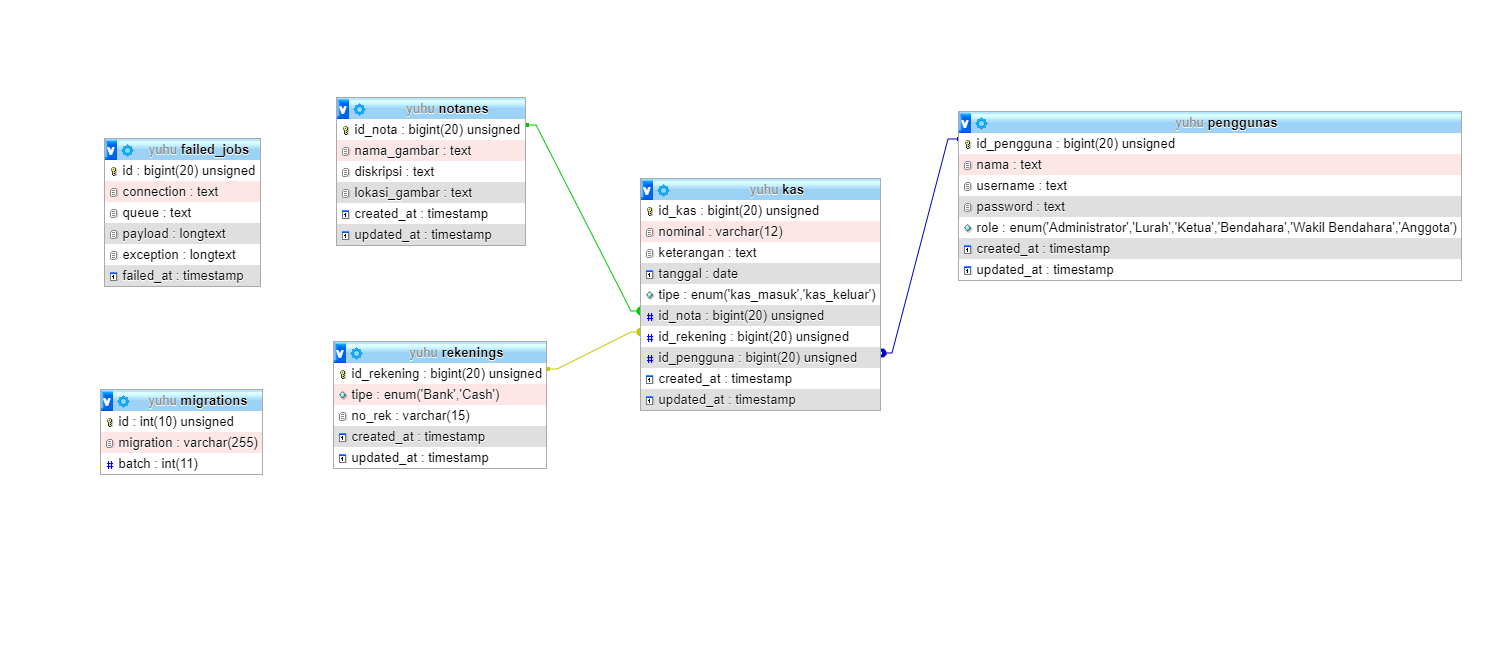 yuhu failed_jobs
id : bigint(20) unsigned
connection : text
queue : text
payload : longtext
exception : longtext
failed_at : timestamp
yuhu migrations
id : int(10) unsigned
migration : varchar(255)
batch : int(11)
yuhu notanes
id_nota : bigint(20) unsigned
nama_gambar : text
diskripsi : text
lokasi_gambar : text
created_at : timestamp
updated_at : timestamp
yuhu rekenings
id_rekening : bigint(20) unsigned
tipe : enum('Bank','Cash')
no_rek : varchar(15)
created_at : timestamp
updated_at : timestamp
yuhu kas
id_kas : bigint(20) unsigned
nominal : varchar(12)
keterangan : text
tanggal : date
tipe : enum('kas_masuk','kas_keluar')
id_nota : bigint(20) unsigned
id_rekening : bigint(20) unsigned
id_pengguna : bigint(20) unsigned
created_at : timestamp
updated_at : timestamp
yuhu penggunas
id_pengguna : bigint(20) unsigned
nama : text
username : text
password : text
role : enum('Administrator','Lurah','Ketua','Bendahara','Wakil Bendahara','Anggota')
created_at : timestamp
updated_at : timestamp